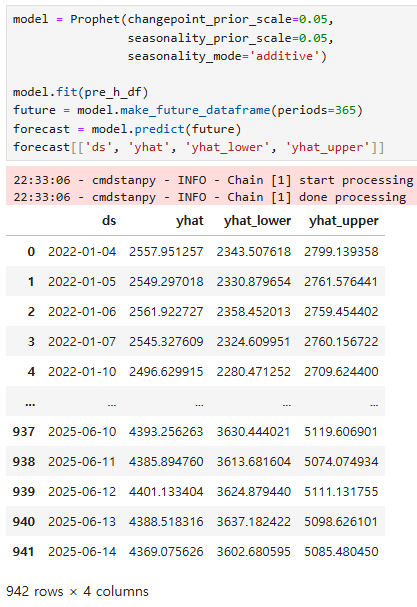 model = Prophet(changepoint_prior_scale=0.05,
seasonality_prior_scale=0.05,
seasonality_mode='additive')
model.fit(pre_h_df)
future = model.make_future_dataframe(periods=365)
forecast = model.predict(future)
forecast[['ds', 'yhat', 'yhat_lower', 'yhat_upper']]
22:33:06 - cmdstanpy - INFO - Chain [1] start processing
22:33:06 - cmdstanpy - INFO - Chain [1] done processing
ds yhat yhat_lower yhat_upper
0 2022-01-04 2557.951257 2343.507618 2799.139358
1 2022-01-05 2549.297018 2330.879654 2761.576441
2 2022-01-06 2561.922727 2358.452013 2759.454402
3 2022-01-07 2545.327609 2324.609951 2760.156722
4 2022-01-10 2496.629915 2280.471252 2709.624400
... ... ... ... ...
937 2025-06-10 4393.256263 3630.444021 5119.606901
938 2025-06-11 4385.894760 3613.681604 5074.074934
939 2025-06-12 4401.133404 3624.879440 5111.131755
940 2025-06-13 4388.518316 3637.182422 5098.626101
941 2025-06-14 4369.075626 3602.680595 5085.480450
942 rows × 4 columns